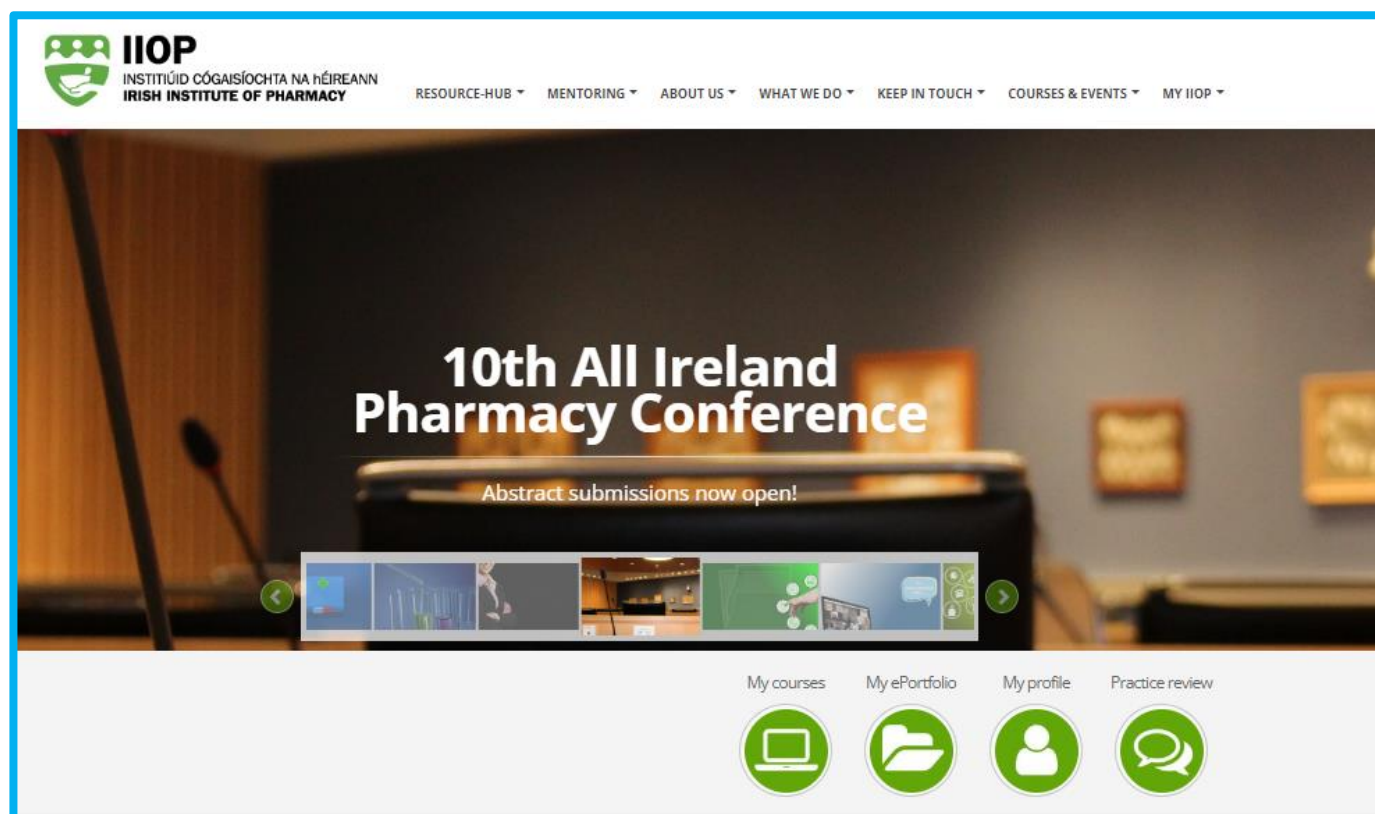 IIOP
INSTITIÚID CÓGAISÍOCHTA NA hÉIREANN
IRISH INSTITUTE OF PHARMACY
RESOURCE-HUB MENTORING ABOUT US WHAT WE DO KEEP IN TOUCH COURSES & EVENTS MY IIOP
10th All Ireland
Pharmacy Conference
Abstract submissions now open!
My courses My ePortfolio My profile Practice review